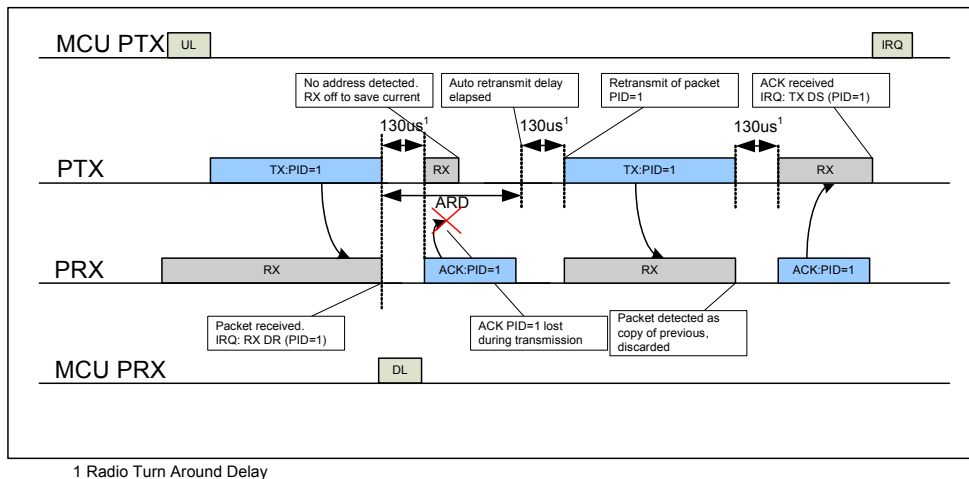 MCU PTX
UL
IRQ
No address detected.
RX off to save current
Auto retransmit delay
elapsed
Retransmit of packet
PID=1
ACK received
IRQ: TX DS (PID=1)
130us1
130us1
130us1
PTX
TX:PID=1
RX
TX:PID=1
RX
ARD
PRX
RX
ACK:PID=1
RX
ACK:PID=1
Packet received.
IRQ: RX DR (PID=1)
ACK PID=1 lost
during transmission
Packet detected as
copy of previous,
discarded
MCU PRX
DL
1 Radio Turn Around Delay